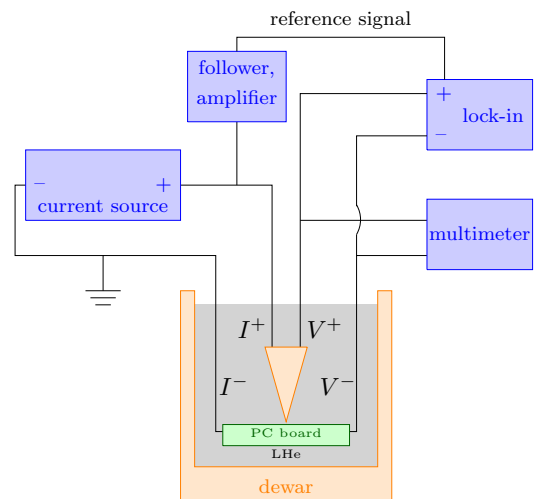 reference signal
follower,
amplifier
+
lock-in
−
− +
current source
multimeter
I+ V+
I− V−
PC board
LHe
dewar